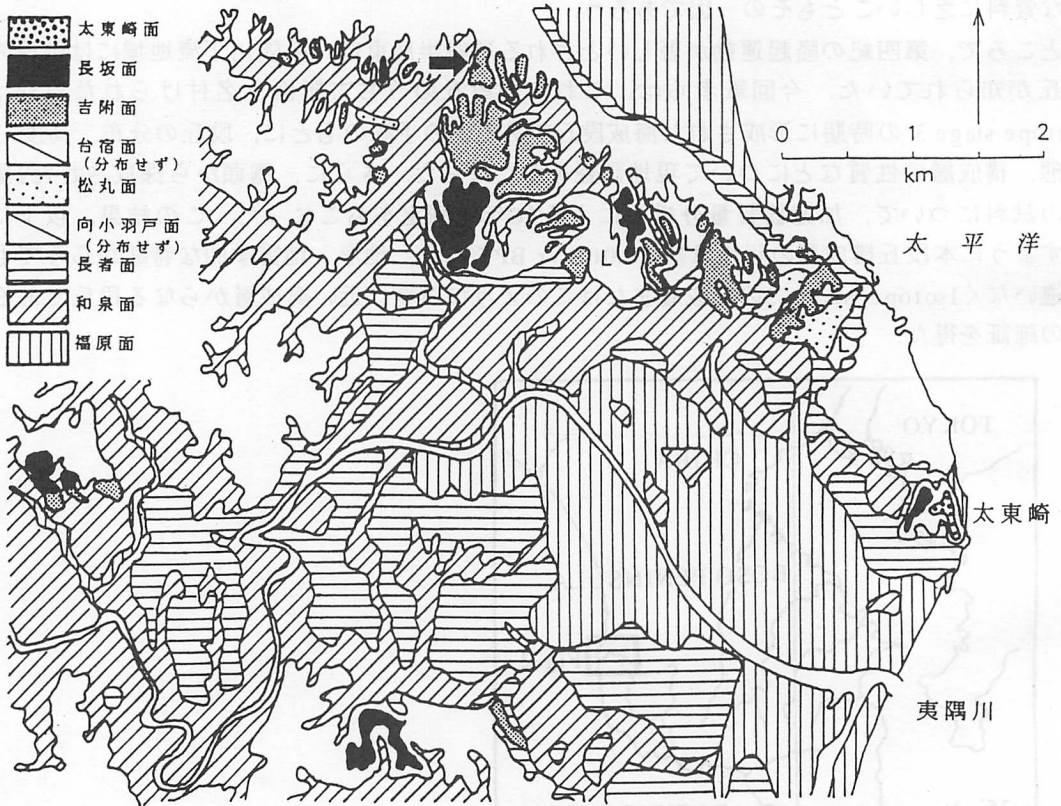 太東崎面
長坂面
吉附面
台宿面
(分布せず)
松丸面
向小羽戸面
(分布せず)
長者面
和泉面
福原面
A
0 1 2
km
太平洋
L
L
L
太東崎
夷隅川